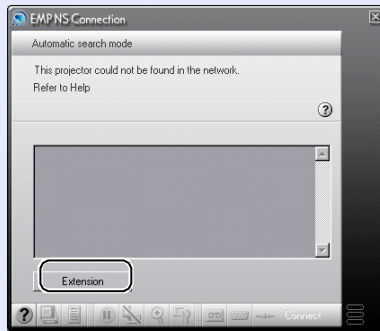 EMP NS Connection
Automatic search mode
This projector could not be found in the network.
Refer to Help
Extension
Connect